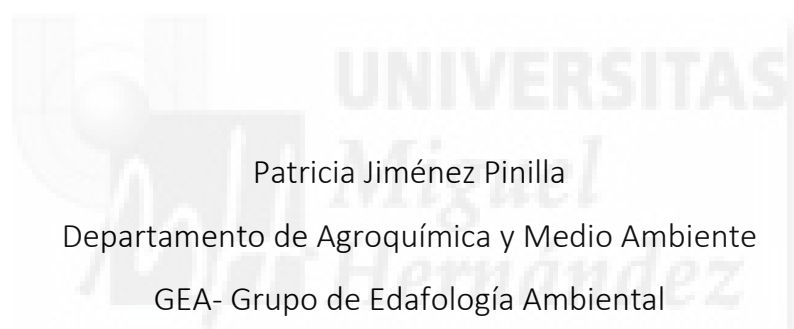 UNIVERSITAS
Miguel
Patricia Jiménez Pinilla
Departamento de Agroquímica y Medio Ambiente
Hernández
GEA- Grupo de Edafología Ambiental